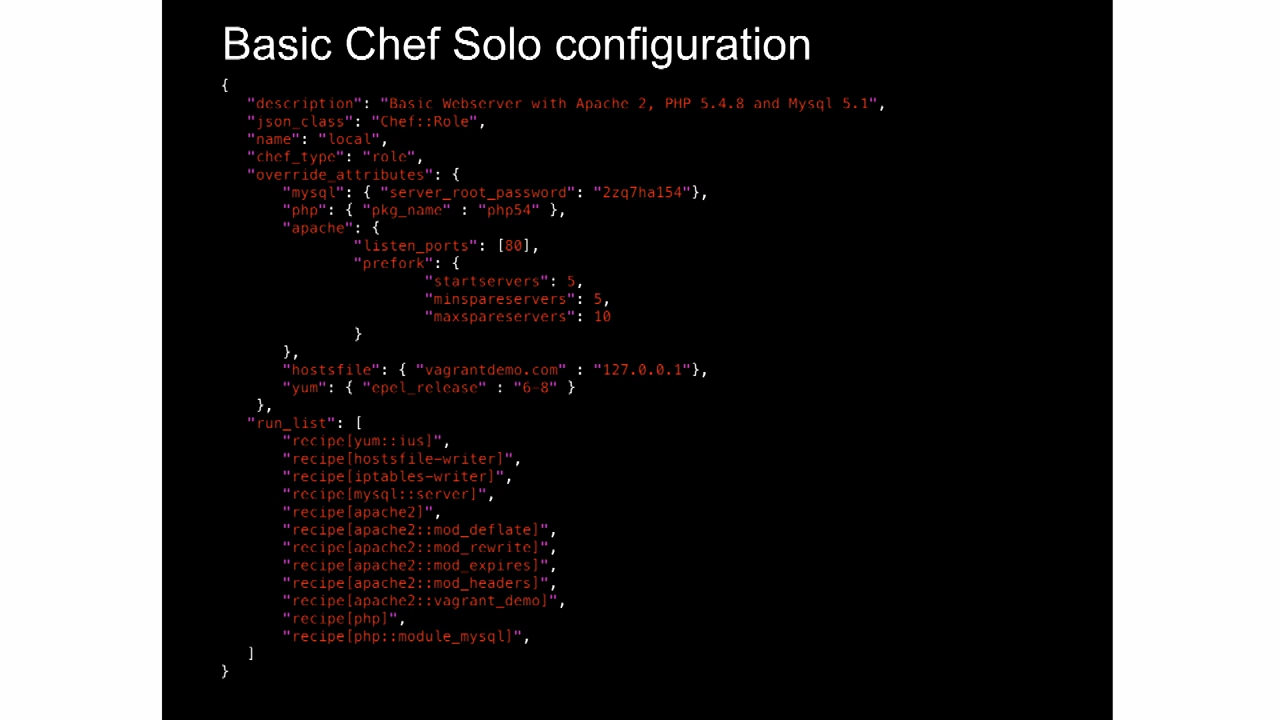 Basic Chef Solo configuration
{
"description": "Basic Webserver with Apache 2, PHP 5.4.8 and Mysql 5.1",
"json_class": "Chef::Role",
"name": "local",
"chef_type": "role",
"override_attributes": {
"mysql": { "server_root_password": "2zq7ha154"},
"php": { "pkg_name" : "php54" },
"apache": {
"listen_ports": [80],
"prefork": {
"startservers": 5,
"minspareservers": 5,
"maxspareservers": 10
}
},
"hostsfile": { "vagrantdemo.com" : "127.0.0.1"},
"yum": { "epel_release" : "6-8" }
},
"run_list": [
"recipe[yum::ius]",
"recipe[hostsfile-writer]",
"recipe[iptables-writer]",
"recipe[mysql::server]",
"recipe[apache2]",
"recipe[apache2::mod_deflate]",
"recipe[apache2::mod_rewrite]",
"recipe[apache2::mod_expires]",
"recipe[apache2::mod_headers]",
"recipe[apache2::vagrant_demo]",
"recipe[php]",
"recipe[php::module_mysql]",
]
}